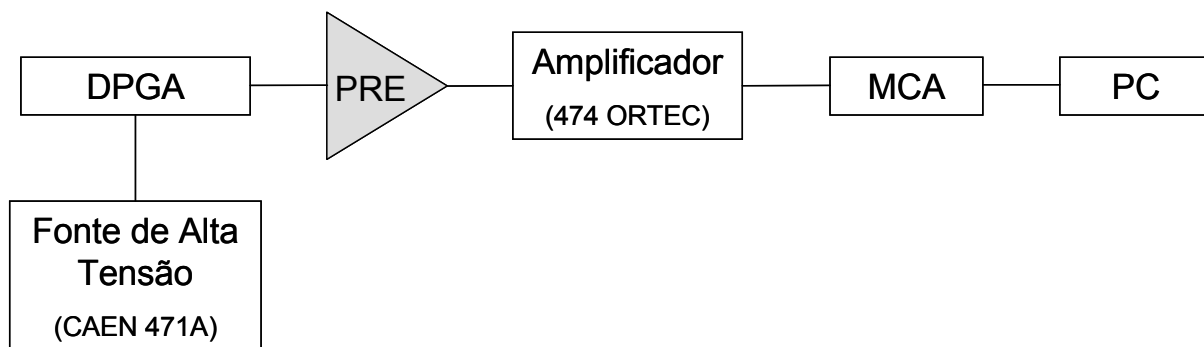 DPGA
PRE
Amplificador
(474 ORTEC)
MCA
PC
Fonte de Alta
Tensão
(CAEN 471A)